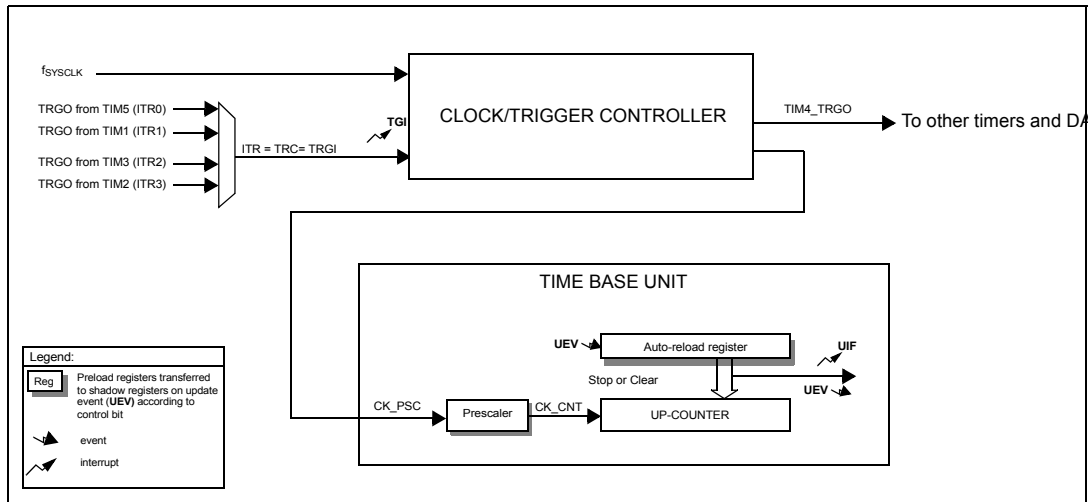 fSYSCLK
TRGO from TIM5 (ITR0)
TRGO from TIM1 (ITR1)
TRGO from TIM3 (ITR2)
TRGO from TIM2 (ITR3)
ITR = TRC= TRGI
TGI
CLOCK/TRIGGER CONTROLLER
TIM4_TRGO
To other timers and DA
TIME BASE UNIT
UEV
Auto-reload register
UIF
Stop or Clear
UEV
CK_PSC
Prescaler
CK_CNT
UP-COUNTER
Legend:
Reg
Preload registers transferred
to shadow registers on update
event (UEV) according to
control bit
event
interrupt